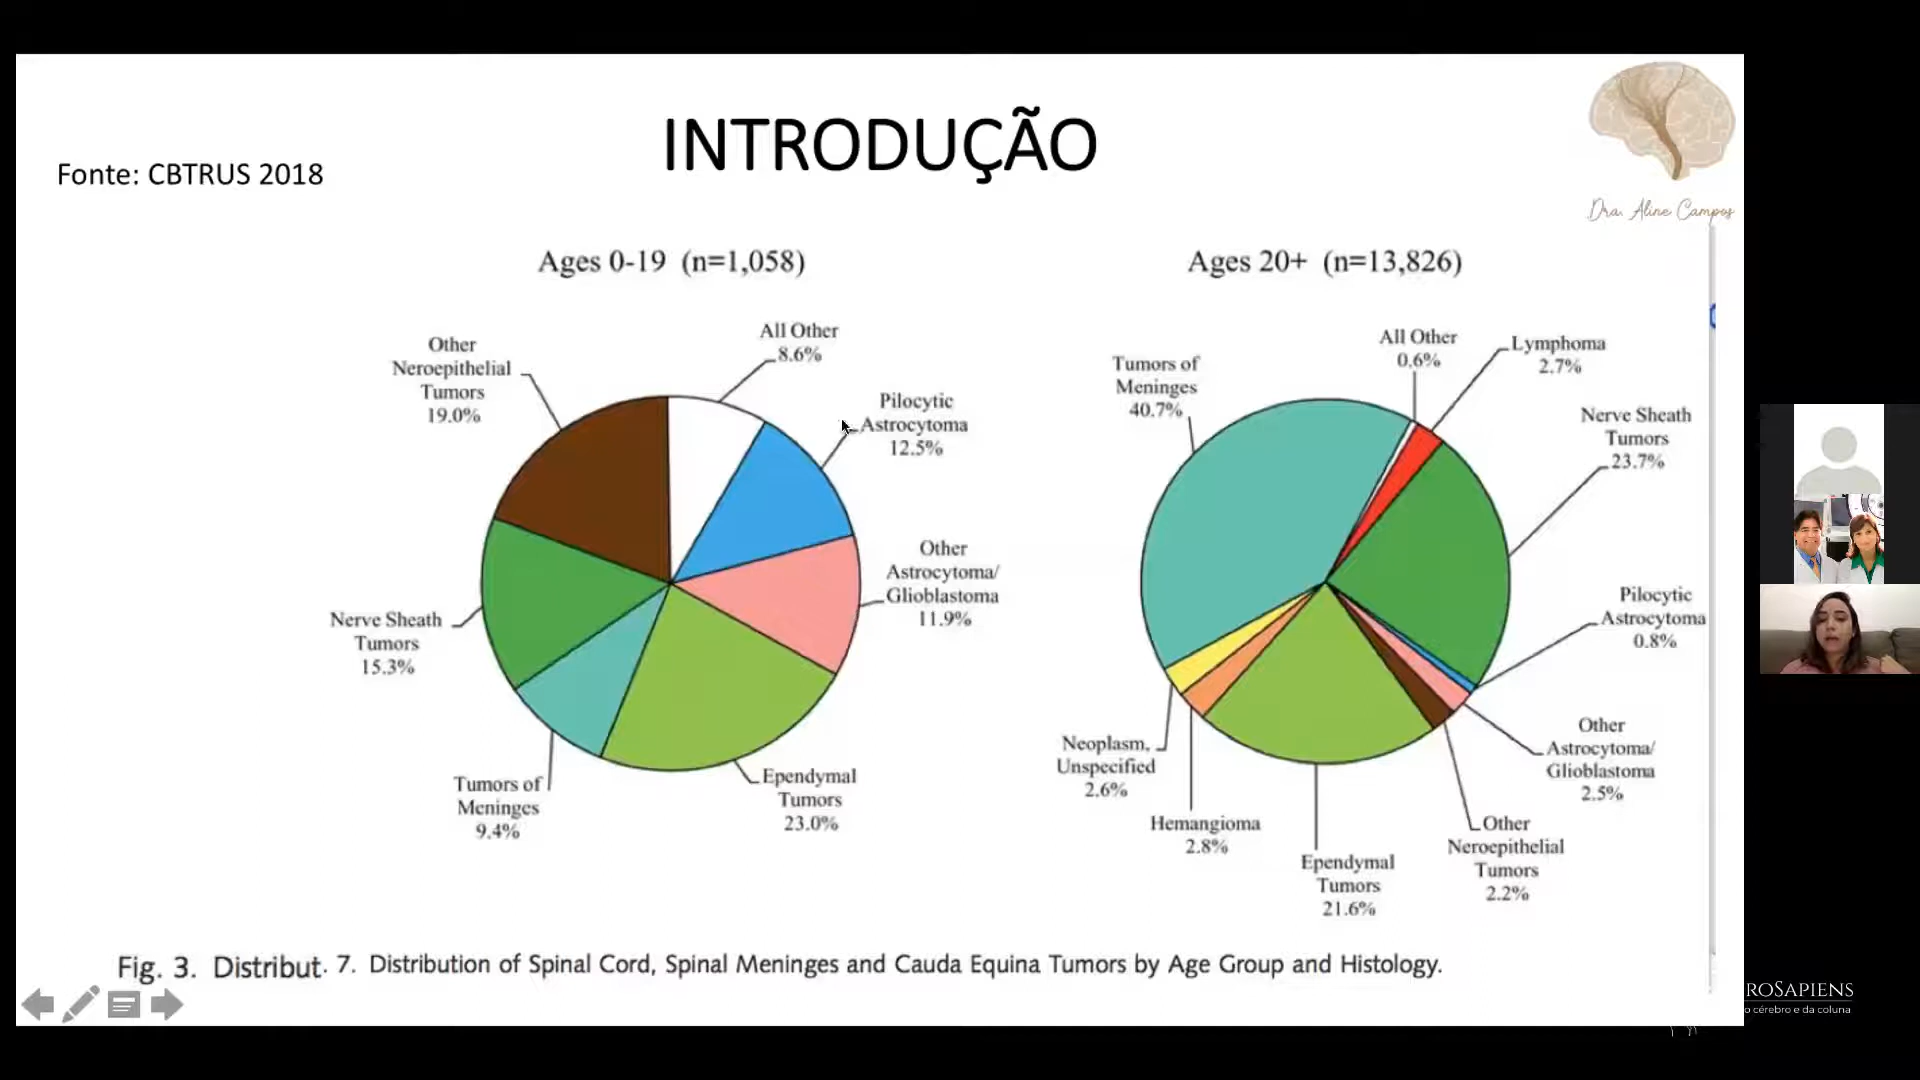 INTRODUÇÃO
Fonte: CBTRUS 2018
Dra. Aline Campos
Ages 0-19 (n=1,058)
All Other
8.6%
Other
Neroepithelial
Tumors
19.0%
Pilocytic
Astrocytoma
12.5%
Other
Astrocytoma/
Glioblastoma
11.9%
Nerve Sheath
Tumors
15.3%
Tumors of
Meninges
9.4%
Ependymal
Tumors
23.0%
Ages 20+ (n=13,826)
All Other
0.6%
Lymphoma
2.7%
Tumors of
Meninges
40.7%
Nerve Sheath
Tumors
23.7%
Pilocytic
Astrocytoma
0.8%
Other
Astrocytoma/
Glioblastoma
2.5%
Neoplasm,
Unspecified
2.6%
Hemangioma
2.8%
Ependymal
Tumors
21.6%
Other
Neroepithelial
Tumors
2.2%
Fig. 3. Distribut. 7. Distribution of Spinal Cord, Spinal Meninges and Cauda Equina Tumors by Age Group and Histology.
ROSAPIENS
o cérebro e da coluna